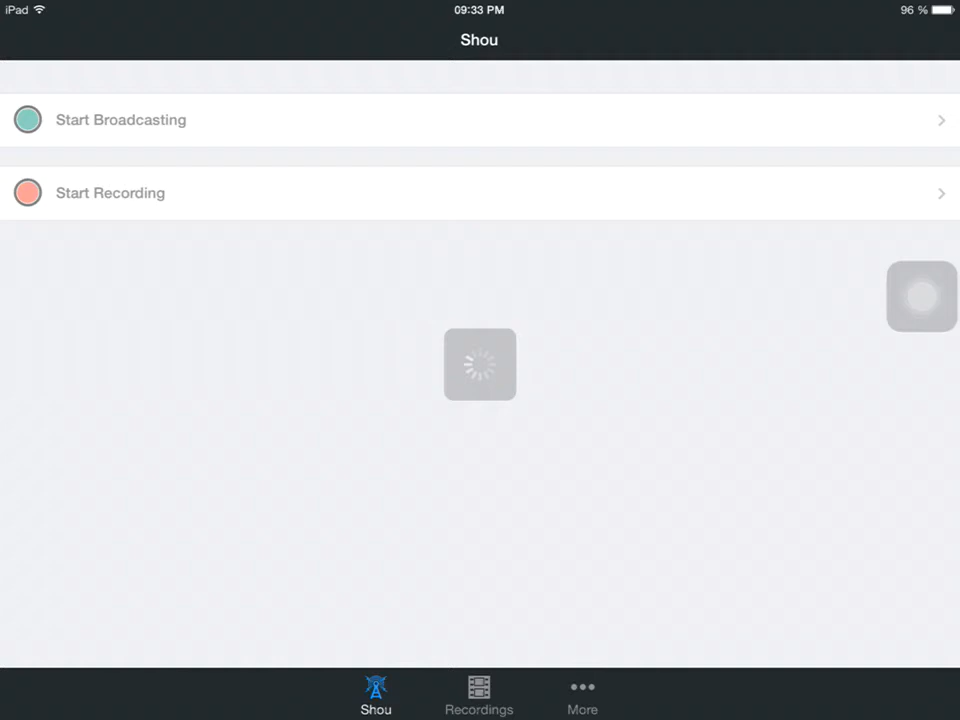 iPad 09:33 PM 96 %
Shou
Start Broadcasting
Start Recording
Shou Recordings More